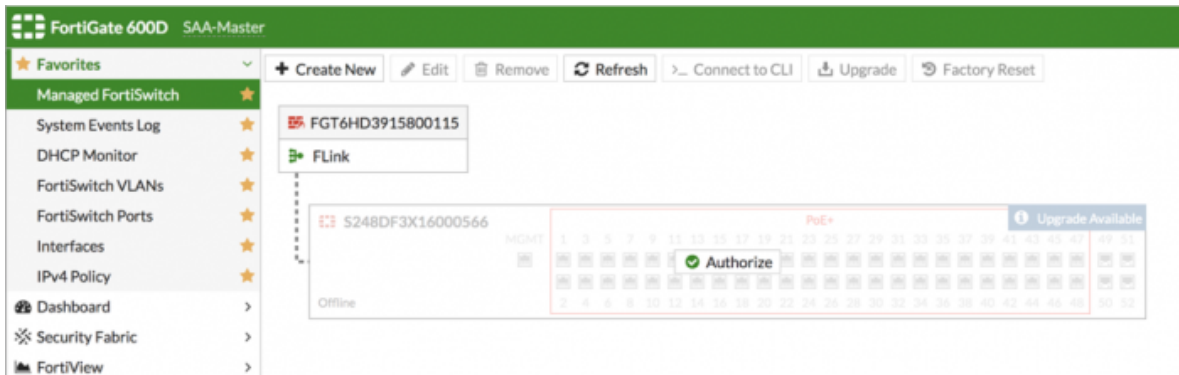 FortiGate 600D SAA-Master
Favorites
Managed FortiSwitch
System Events Log
DHCP Monitor
FortiSwitch VLANs
FortiSwitch Ports
Interfaces
IPv4 Policy
Dashboard
Security Fabric
FortiView
+ Create New Edit Remove Refresh >_ Connect to CLI Upgrade Factory Reset
FGT6HD3915800115
FLink
S248DF3X16000566 PoE+ Upgrade Available
MGMT 1 3 5 7 9 11 13 15 17 19 21 23 25 27 29 31 33 35 37 39 41 43 45 47 49 51
Authorize
Offline 2 4 6 8 10 12 14 16 18 20 22 24 26 28 30 32 34 36 38 40 42 44 46 48 50 52